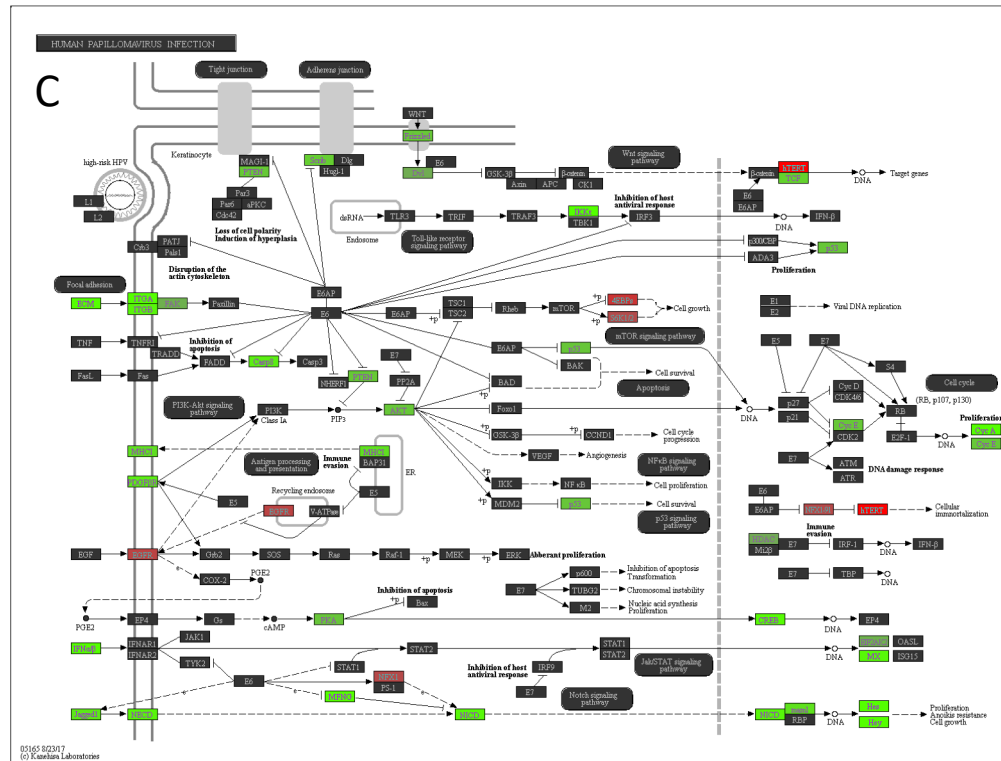 HUMAN PAPILLOMAVIRUS INFECTION
C
Tight junction
Adherens junction
WNT
Frizzled
high-risk HPV
Keratinocyte
MAGI-1
PTEN
Scrib
Dlg
Hugl-1
E6
Dvl
GSK-3β
Axin
APC
β-catenin
CK1
Wnt signaling
pathway
β-catenin
hTERT
TCF
E6
E6AP
DNA
Target genes
L1
L2
Par3
Par6
aPKC
Cdc42
Loss of cell polarity
Induction of hyperplasia
dsRNA
Endosome
TLR3
TRIF
TRAF3
TBK1
Inhibition of host
antiviral response
IRF3
DNA
IFN-β
Toll-like receptor
signaling pathway
Crb3
PATJ
Pals1
p300/CBP
ADA3
p53
Proliferation
Disruption of the
actin cytoskeleton
Focal adhesion
ECM
ITGA
ITGB
FAK
Paxillin
E6AP
E6
E6AP
+p
TSC1
TSC2
Rheb
mTOR
+p
+p
4EBPs
S6K1/2
Cell growth
mTOR signaling
pathway
E1
E2
Viral DNA replication
TNF
TNFR1
TRADD
Inhibition of
apoptosis
FADD
Casp8
Casp3
FasL
Fas
E7
PP2A
PTEN
NHERF1
E6AP
p53
BAK
BAD
+p
Cell survival
Apoptosis
E5
E7
S4
Cell cycle
(RB, p107, p130)
PI3K-Akt signaling
pathway
PI3K
Class IA
PIP3
AKT
+p
Foxo1
DNA
p27
p21
Cyc D
CDK4/6
Cyc E
CDK2
RB
E2F-1
DNA
Proliferation
Cyc A
Cyc E
GSK-3β
+p
CCND1
Cell cycle
progression
VEGF
Angiogenesis
NFκB signaling
pathway
MHCI
Antigen processing
and presentation
Immune
evasion
MHCI
BAP31
ER
E5
IKK
NFκB
Cell proliferation
E7
ATM
ATR
DNA damage response
PDGFRβ
E5
Recycling endosome
EGFR
V-ATPase
MDM2
p53
Cell survival
p53 signaling
pathway
E6
E6AP
NFX1-91
hTERT
Cellular
immortalization
EGF
EGFR
Grb2
SOS
Ras
Raf-1
+p
MEK
+p
ERK
Abberant proliferation
HDAC
Mi2β
E7
Immune
evasion
IRF-1
DNA
IFN-β
E7
TBP
DNA
e
COX-2
PGE2
E7
p600
TUBG2
M2
Inhibition of apoptosis
Transformation
Chromosomal instability
Nucleic acid synthesis
Proliferation
Inhibition of apoptosis
+p
Bax
PGE2
EP4
Gs
cAMP
PKA
CREB
DNA
EP4
IFNα/β
IFNAR1
IFNAR2
JAK1
TYK2
STAT1
STAT2
Inhibition of host
antiviral response
IRF9
E7
STAT1
STAT2
Jak/STAT signaling
pathway
DNA
OASL
MX
ISG15
E6
e
e
NFX1
PS-1
e
MFNG
Notch signaling
pathway
Jagged1
NECD
NICD
NICD
maml
RBP
DNA
Hes
Hey
Proliferation
Anoikis resistance
Cell growth
05165 8/23/17
(c) Kanehisa Laboratories